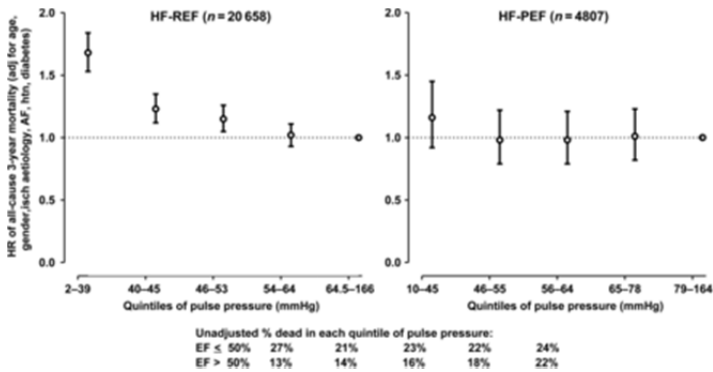 HF-REF (n = 20 658)
HR of all-cause 3-year mortality (adj for age,
gender,isch aetiology, AF, htn, diabetes)
2.0
1.5
1.0
0.5
0.0
2–39 40–45 46–53 54–64 64.5–166
Quintiles of pulse pressure (mmHg)
HF-PEF (n = 4807)
2.0
1.5
1.0
0.5
0.0
10–45 46–55 56–64 65–78 79–164
Quintiles of pulse pressure (mmHg)
Unadjusted % dead in each quintile of pulse pressure:
EF ≤ 50% 27% 21% 23% 22% 24%
EF > 50% 13% 14% 16% 18% 22%